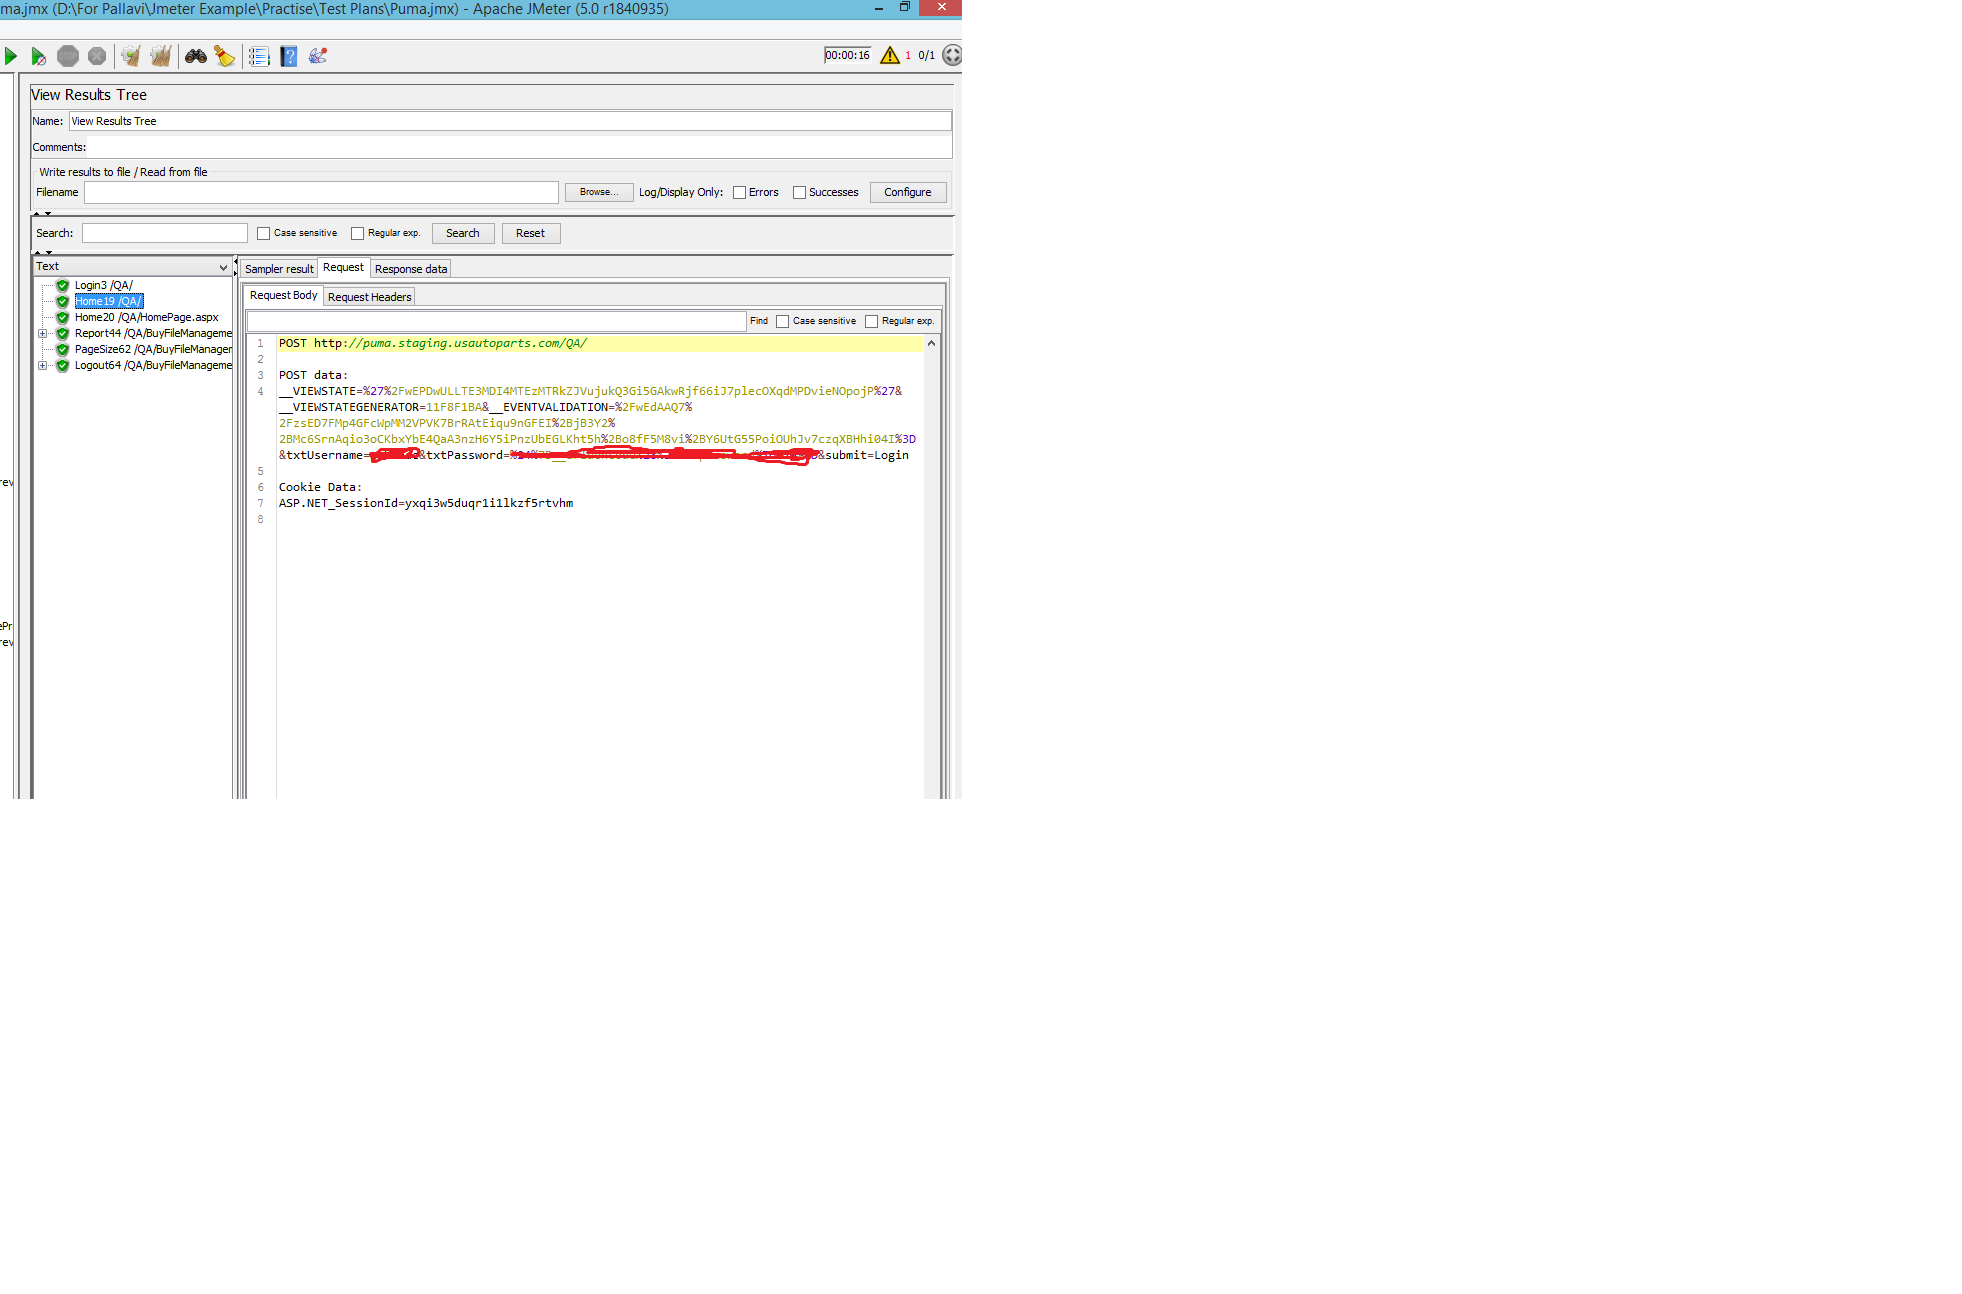 ma.jmx (D:\For Pallavi\Jmeter Example\Practise\Test Plans\Puma.jmx) - Apache JMeter (5.0 r1840935)
STOP
00:00:16 1 0/1
View Results Tree
Name: View Results Tree
Comments:
Write results to file / Read from file
Filename Browse... Log/Display Only: Errors Successes Configure
Search: Case sensitive Regular exp. Search Reset
Text
Login3 /QA/
Home19 /QA/
Home20 /QA/HomePage.aspx
Report44 /QA/BuyFileManageme
PageSize62 /QA/BuyFileManager
Logout64 /QA/BuyFileManageme
Sampler result Request Response data
Request Body Request Headers
Find Case sensitive Regular exp.
1 POST http://puma.staging.usautoparts.com/QA/
2
3 POST data:
4 __VIEWSTATE=%27%2FwEPDwULLTE3MDI4MTEzMTRkZJVujukQ3Gi5GAkwRjf66iJ7plecOXqdMPDvieNOpojP%27&
__VIEWSTATEGENERATOR=11F8F1BA&__EVENTVALIDATION=%2FwEdAAQ7%
2FzsED7FMp4GFcWpMM2VPVK7BrRAtEiqu9nGFEI%2BjB3Y2%
2BMc6SrnAqio3oCKbxYbE4QaA3nzH6Y5iPnzUbEGLKht5h%2Bo8fF5M8vi%2BY6UtG55PoiOUhJv7czqXBHhi04I%3D
&txtUsername= &txtPassword= &submit=Login
5
6 Cookie Data:
7 ASP.NET_SessionId=yxqi3w5duqr1i1lkzf5rtvhm
8
rev
ePr
rev